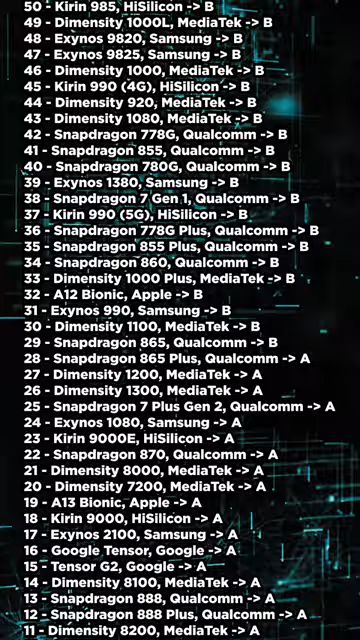 50 - Kirin 985, HiSilicon -> B
49 - Dimensity 1000L, MediaTek -> B
48 - Exynos 9820, Samsung -> B
47 - Exynos 9825, Samsung -> B
46 - Dimensity 1000, MediaTek -> B
45 - Kirin 990 (4G), HiSilicon -> B
44 - Dimensity 920, MediaTek -> B
43 - Dimensity 1080, MediaTek -> B
42 - Snapdragon 778G, Qualcomm -> B
41 - Snapdragon 855, Qualcomm -> B
40 - Snapdragon 780G, Qualcomm -> B
39 - Exynos 1380, Samsung -> B
38 - Snapdragon 7 Gen 1, Qualcomm -> B
37 - Kirin 990 (5G), HiSilicon -> B
36 - Snapdragon 778G Plus, Qualcomm -> B
35 - Snapdragon 855 Plus, Qualcomm -> B
34 - Snapdragon 860, Qualcomm -> B
33 - Dimensity 1000 Plus, MediaTek -> B
32 - A12 Bionic, Apple -> B
31 - Exynos 990, Samsung -> B
30 - Dimensity 1100, MediaTek -> B
29 - Snapdragon 865, Qualcomm -> B
28 - Snapdragon 865 Plus, Qualcomm -> A
27 - Dimensity 1200, MediaTek -> A
26 - Dimensity 1300, MediaTek -> A
25 - Snapdragon 7 Plus Gen 2, Qualcomm -> A
24 - Exynos 1080, Samsung -> A
23 - Kirin 9000E, HiSilicon -> A
22 - Snapdragon 870, Qualcomm -> A
21 - Dimensity 8000, MediaTek -> A
20 - Dimensity 7200, MediaTek -> A
19 - A13 Bionic, Apple -> A
18 - Kirin 9000, HiSilicon -> A
17 - Exynos 2100, Samsung -> A
16 - Google Tensor, Google -> A
15 - Tensor G2, Google -> A
14 - Dimensity 8100, MediaTek -> A
13 - Snapdragon 888, Qualcomm -> A
12 - Snapdragon 888 Plus, Qualcomm -> A
11 - Dimensity 8200, MediaTek -> A